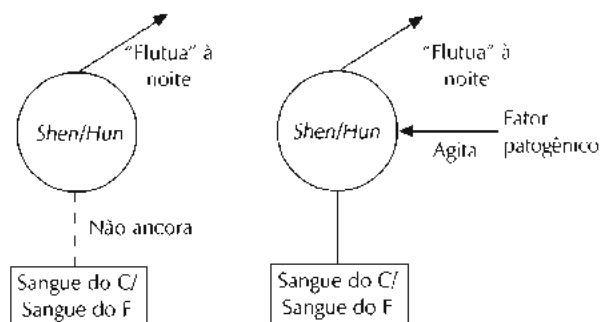 “Flutua” à
noite
Shen/Hun
Não ancora
Sangue do C/
Sangue do F
“Flutua” à
noite
Shen/Hun
Fator
patogênico
Agita
Sangue do C/
Sangue do F